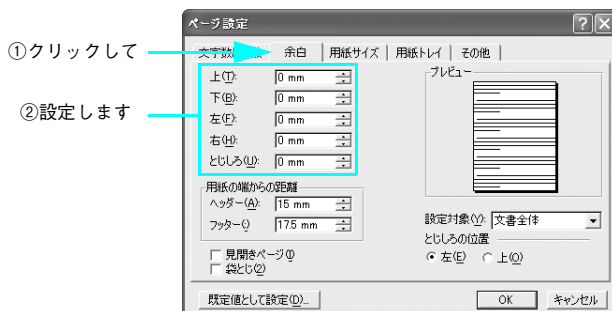 ページ設定
①クリックして
文字数
余白
用紙サイズ
用紙トレイ
その他
②設定します
上(T):
0 mm
下(B):
0 mm
左(F):
0 mm
右(H):
0 mm
とじしろ(U):
0 mm
プレビュー
用紙の端からの距離
ヘッダー(A):
15 mm
フッター(-)
17.5 mm
設定対象(Y):
文書全体
とじしろの位置
左(E)
上(O)
見開きページ(I)
袋とじ(2)
既定値として設定(D)...
OK
キャンセル